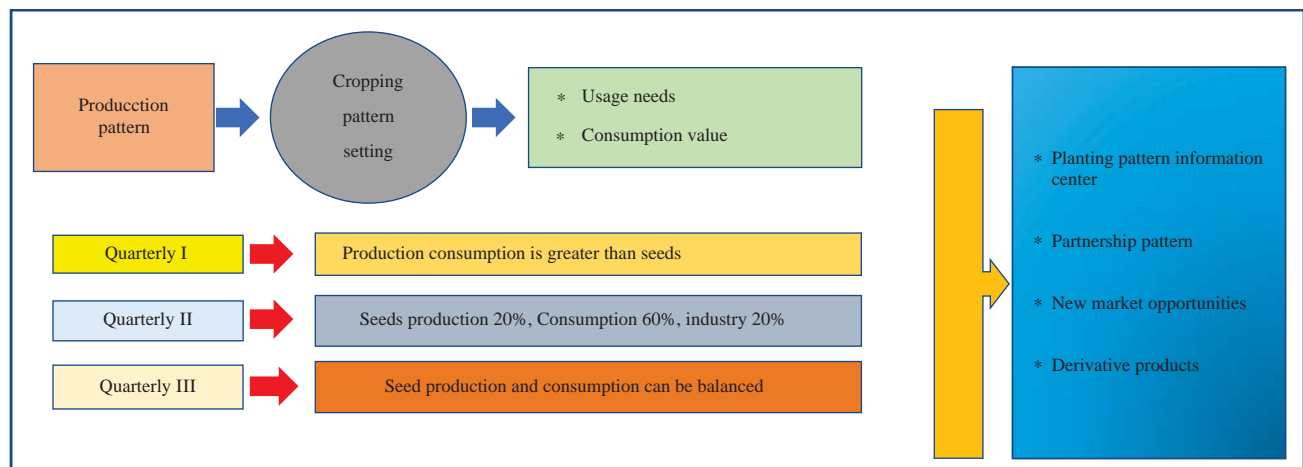 Producction
pattern
Cropping
pattern
setting
* Usage needs
* Consumption value
Quarterly I
Production consumption is greater than seeds
Quarterly II
Seeds production 20%, Consumption 60%, industry 20%
Quarterly III
Seed production and consumption can be balanced
* Planting pattern information
center
* Partnership pattern
* New market opportunities
* Derivative products